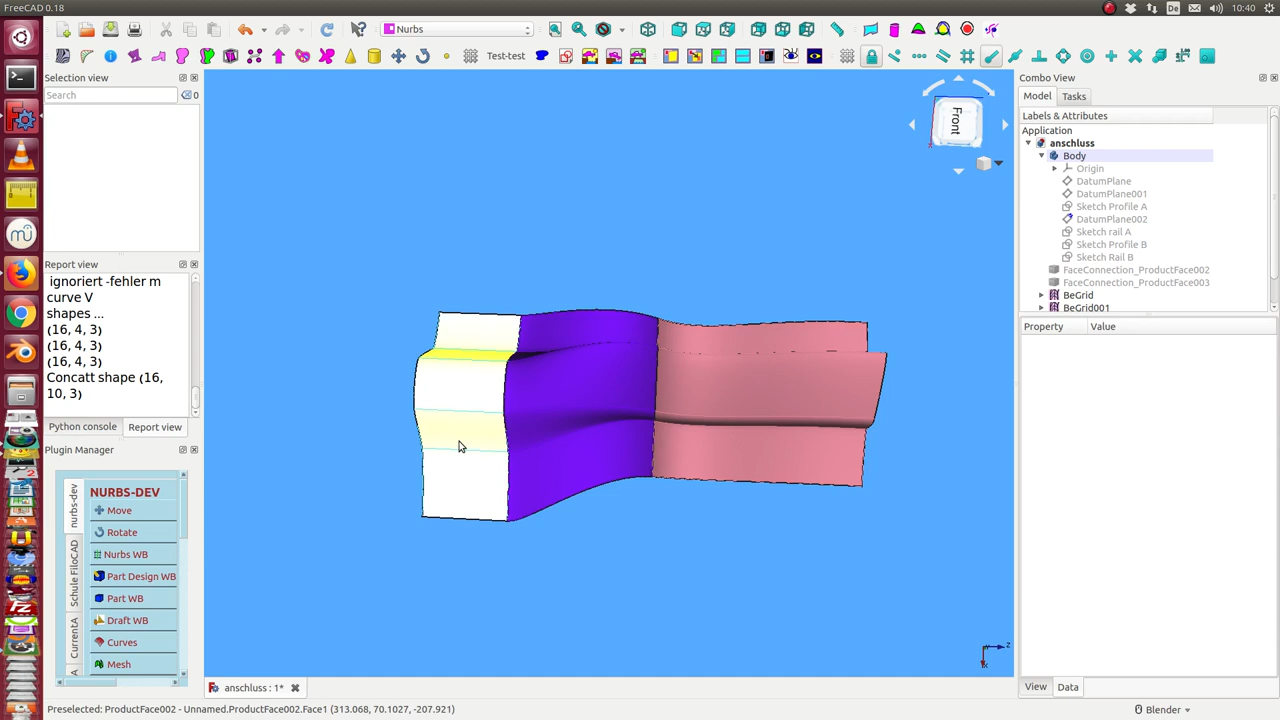 FreeCAD 0.18
De
10:40
Nurbs
Test-test
Selection view
Search
0
Report view
ignoriert -fehler m
curve V
shapes ...
(16, 4, 3)
(16, 4, 3)
(16, 4, 3)
Concatt shape (16,
10, 3)
Python console
Report view
Plugin Manager
nurbs-dev
Schule FiloCAD
CurrentA
NURBS-DEV
Move
Rotate
Nurbs WB
Part Design WB
Part WB
Draft WB
Curves
Mesh
Front
Combo View
Model
Tasks
Labels & Attributes
Application
anschluss
Body
Origin
DatumPlane
DatumPlane001
Sketch Profile A
DatumPlane002
Sketch rail A
Sketch Profile B
Sketch Rail B
FaceConnection_ProductFace002
FaceConnection_ProductFace003
BeGrid
BeGrid001
Property
Value
View
Data
anschluss : 1*
Preselected: ProductFace002 - Unnamed.ProductFace002.Face1 (313.068, 70.1027, -207.921)
Blender